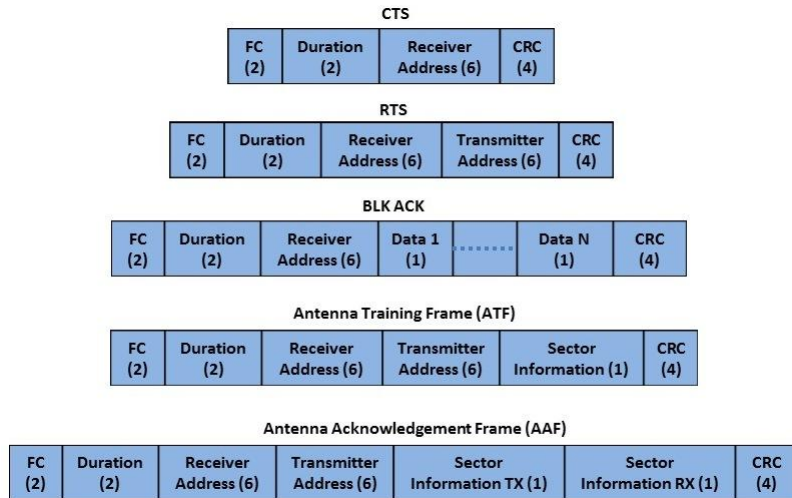 CTS
FC Duration Receiver CRC
(2) (2) Address (6) (4)
RTS
FC Duration Receiver Transmitter CRC
(2) (2) Address (6) Address (6) (4)
BLK ACK
FC Duration Receiver Data 1 Data N CRC
(2) (2) Address (6) (1) (1) (4)
Antenna Training Frame (ATF)
FC Duration Receiver Transmitter Sector CRC
(2) (2) Address (6) Address (6) Information (1) (4)
Antenna Acknowledgement Frame (AAF)
FC Duration Receiver Transmitter Sector Sector CRC
(2) (2) Address (6) Address (6) Information TX (1) Information RX (1) (4)